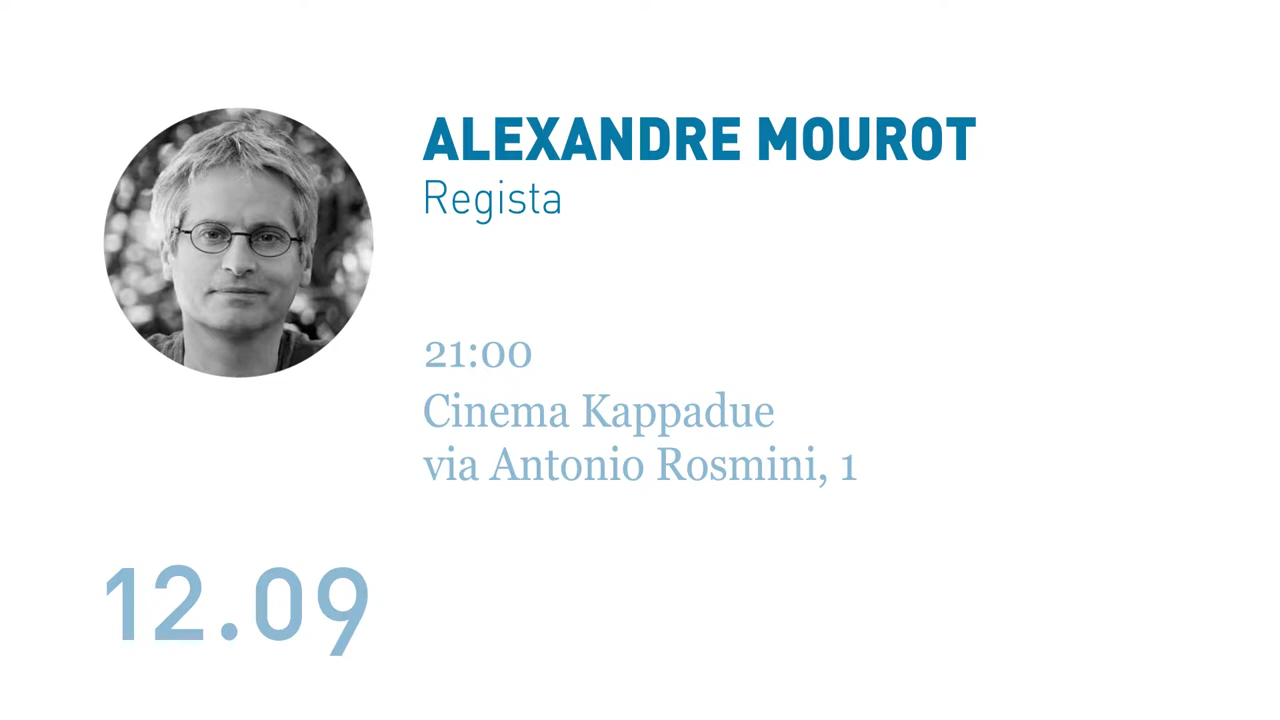 ALEXANDRE MOUROT
Regista
21:00
Cinema Kappadue
via Antonio Rosmini, 1
12.09